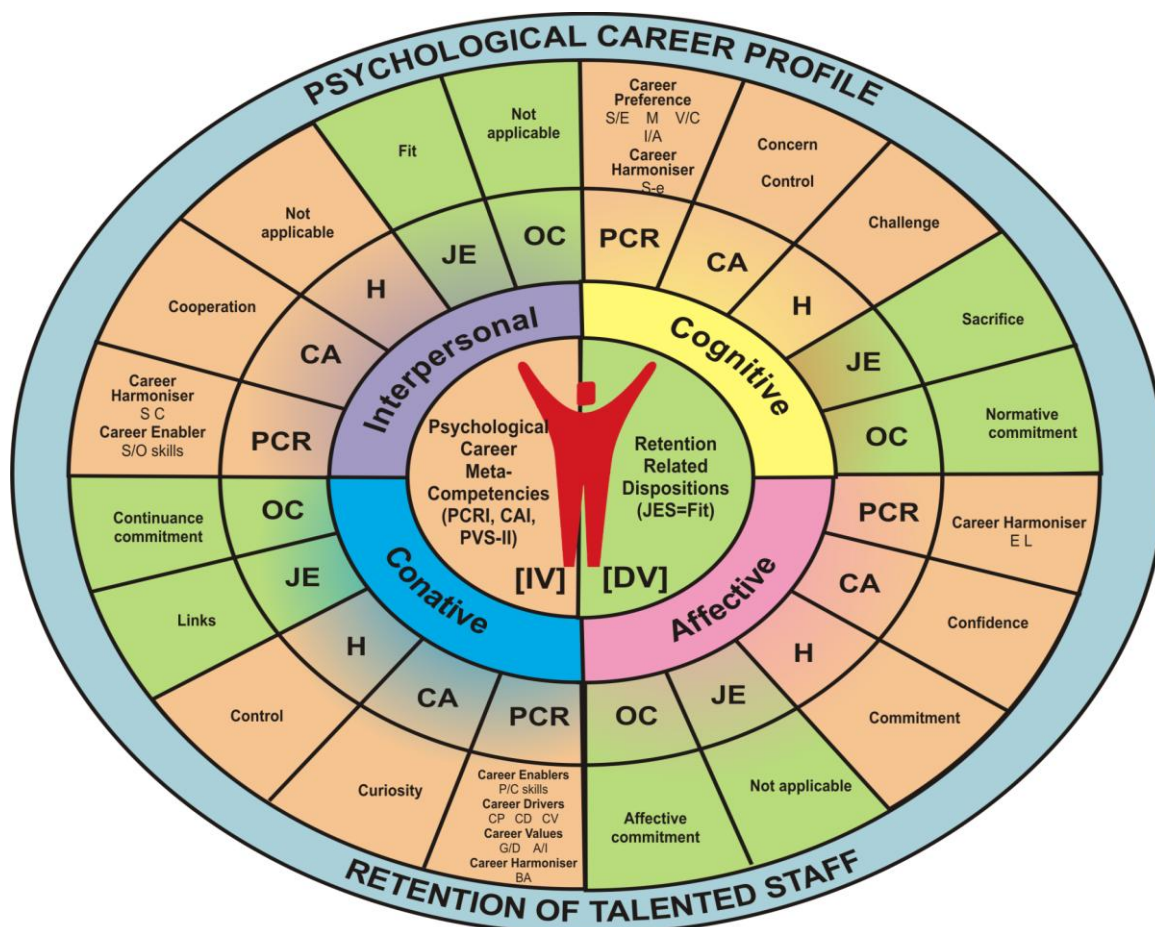 PSYCHOLOGICAL CAREER PROFILE
Career
Preference
S/E M V/C
I/A
Career
Harmoniser
S-e
Concern
Control
Challenge
Sacrifice
Normative
commitment
Career Harmoniser
E L
Confidence
Commitment
Not applicable
Affective
commitment
Career Enablers
P/C skills
Career Drivers
CP CD CV
Career Values
G/D A/I
Career Harmoniser
BA
Curiosity
Control
Links
Continuance
commitment
Career
Harmoniser
S C
Career Enabler
S/O skills
Cooperation
Not
applicable
Fit
Not
applicable
PCR
CA
H
JE
OC
PCR
CA
H
JE
OC
PCR
CA
H
JE
OC
PCR
CA
H
JE
OC
Interpersonal
Cognitive
Affective
Conative
Psychological
Career
Meta-
Competencies
(PCRI, CAI,
PVS-II)
[IV]
Retention
Related
Dispositions
(JES=Fit)
[DV]
RETENTION OF TALENTED STAFF